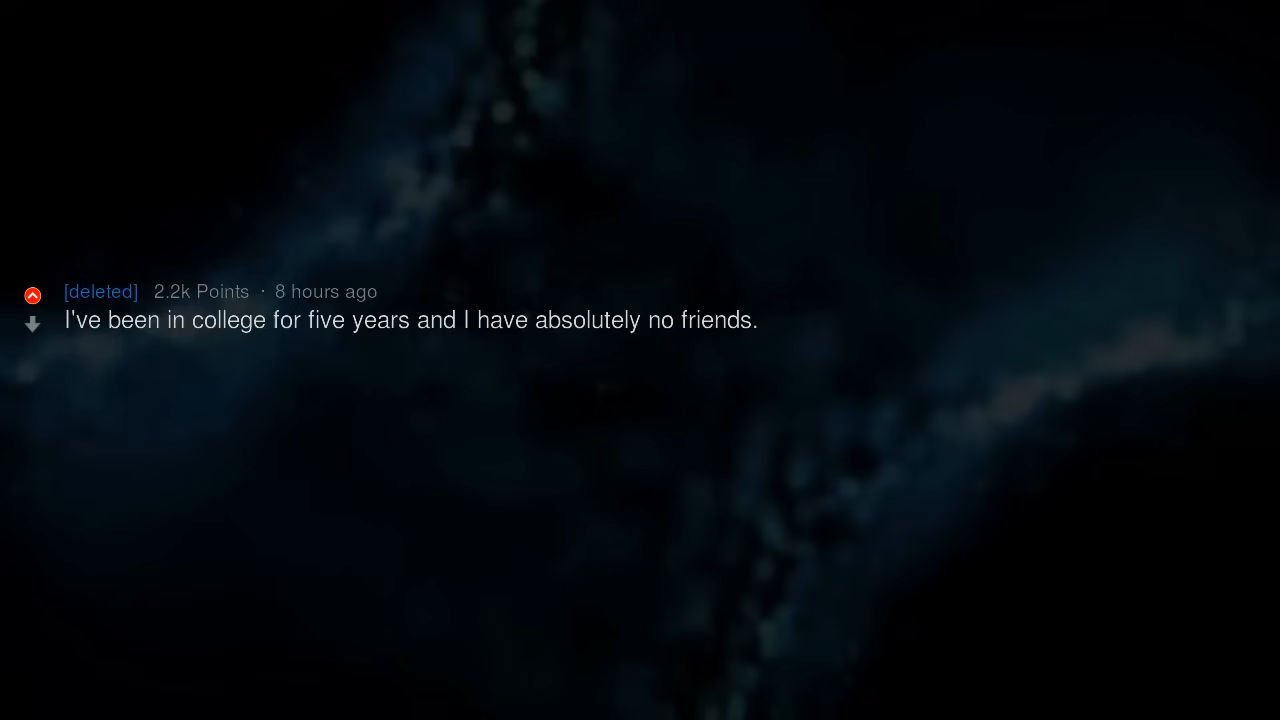 [deleted] 2.2k Points · 8 hours ago
I've been in college for five years and I have absolutely no friends.